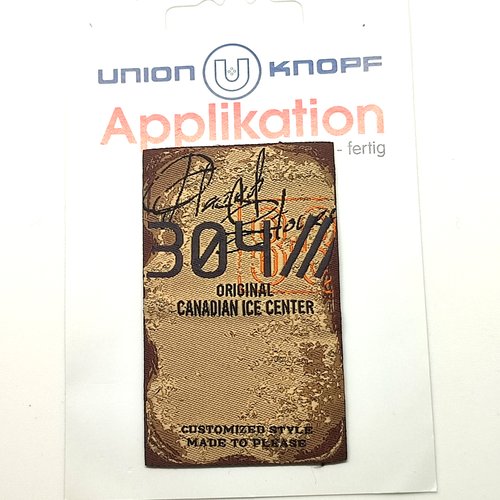 UNION U KNOPF
Applikation
- fertig
304///
ORIGINAL
CANADIAN ICE CENTER
CUSTOMIZED STYLE
MADE TO PLEASE